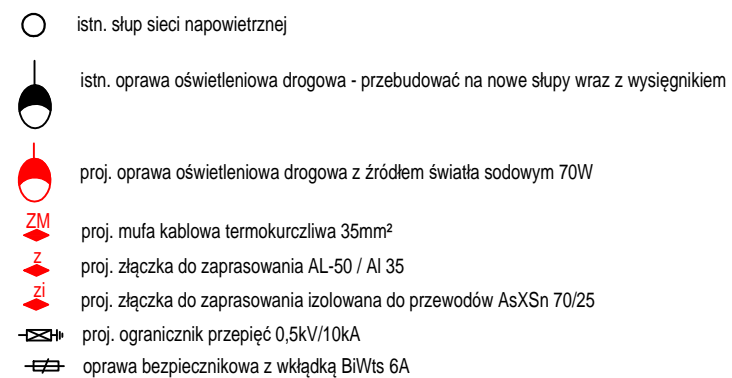 istn. słup sieci napowietrznej
istn. oprawa oświetleniowa drogowa - przebudować na nowe słupy wraz z wysięgnikiem
proj. oprawa oświetleniowa drogowa z źródłem światła sodowym 70W
ZM proj. mufa kablowa termokurczliwa 35mm²
z proj. złączka do zaprasowania AL-50 / Al 35
zi proj. złączka do zaprasowania izolowana do przewodów AsXSn 70/25
proj. ogranicznik przepięć 0,5kV/10kA
oprawa bezpiecznikowa z wkładką BiWts 6A